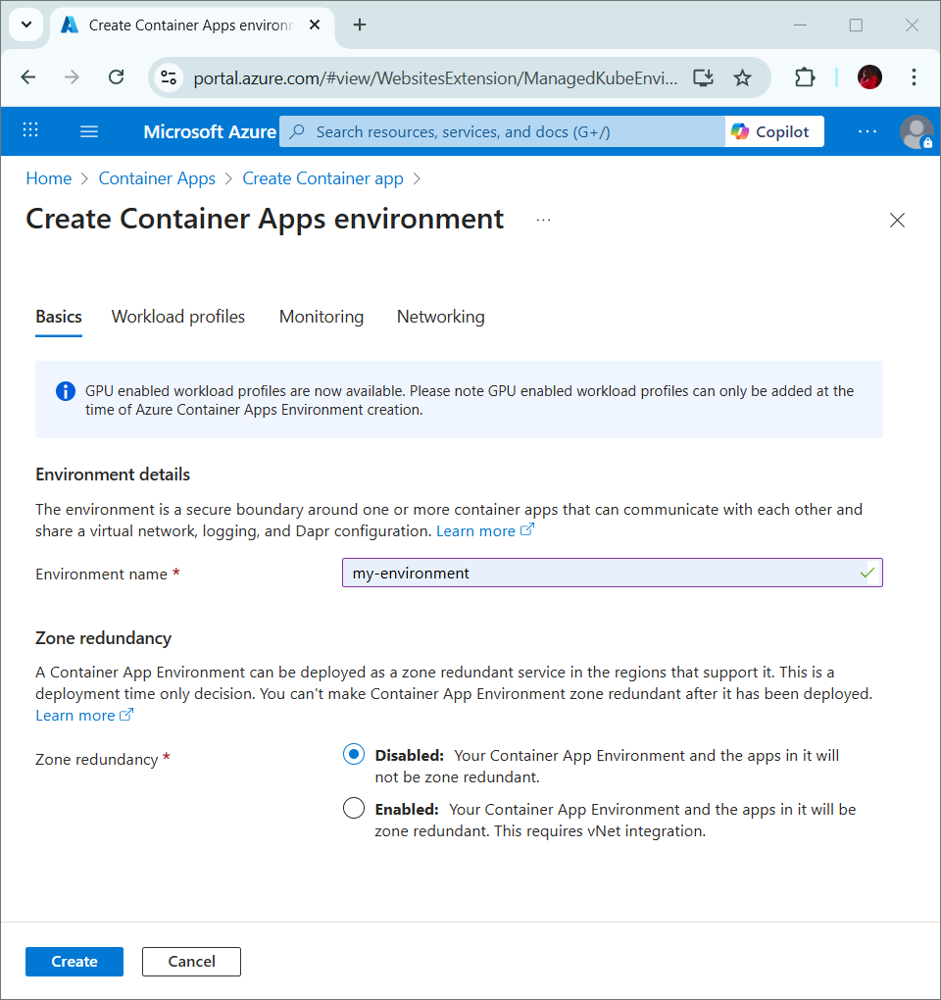 Create Container Apps environ
portal.azure.com/#view/WebsitesExtension/ManagedKubeEnvi...
Microsoft Azure
Search resources, services, and docs (G+/)
Copilot
Home > Container Apps > Create Container app >
Create Container Apps environment ...
Basics
Workload profiles
Monitoring
Networking
GPU enabled workload profiles are now available. Please note GPU enabled workload profiles can only be added at the
time of Azure Container Apps Environment creation.
Environment details
The environment is a secure boundary around one or more container apps that can communicate with each other and
share a virtual network, logging, and Dapr configuration. Learn more
Environment name *
my-environment
Zone redundancy
A Container App Environment can be deployed as a zone redundant service in the regions that support it. This is a
deployment time only decision. You can't make Container App Environment zone redundant after it has been deployed.
Learn more
Zone redundancy *
Disabled: Your Container App Environment and the apps in it will
not be zone redundant.
Enabled: Your Container App Environment and the apps in it will be
zone redundant. This requires vNet integration.
Create
Cancel